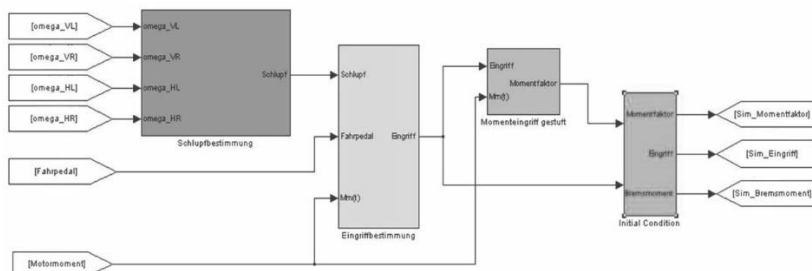 [omega_VL]
omega_VL
[omega_VR]
omega_VR
[omega_HL]
omega_HL
[omega_HR]
omega_HR
Schlupf
Schlupfbestimmung
[Fahrpedal]
[Motormoment]
Schlupf
Fahrpedal
Mm(t)
Eingriff
Eingriffbestimmung
Eingriff
Mm(t)
Momentfaktor
Momenteingriff gestuft
Momentfaktor
Eingriff
Bremsmoment
Initial Condition
[Sim_Momentfaktor]
[Sim_Eingriff]
[Sim_Bremsmoment]